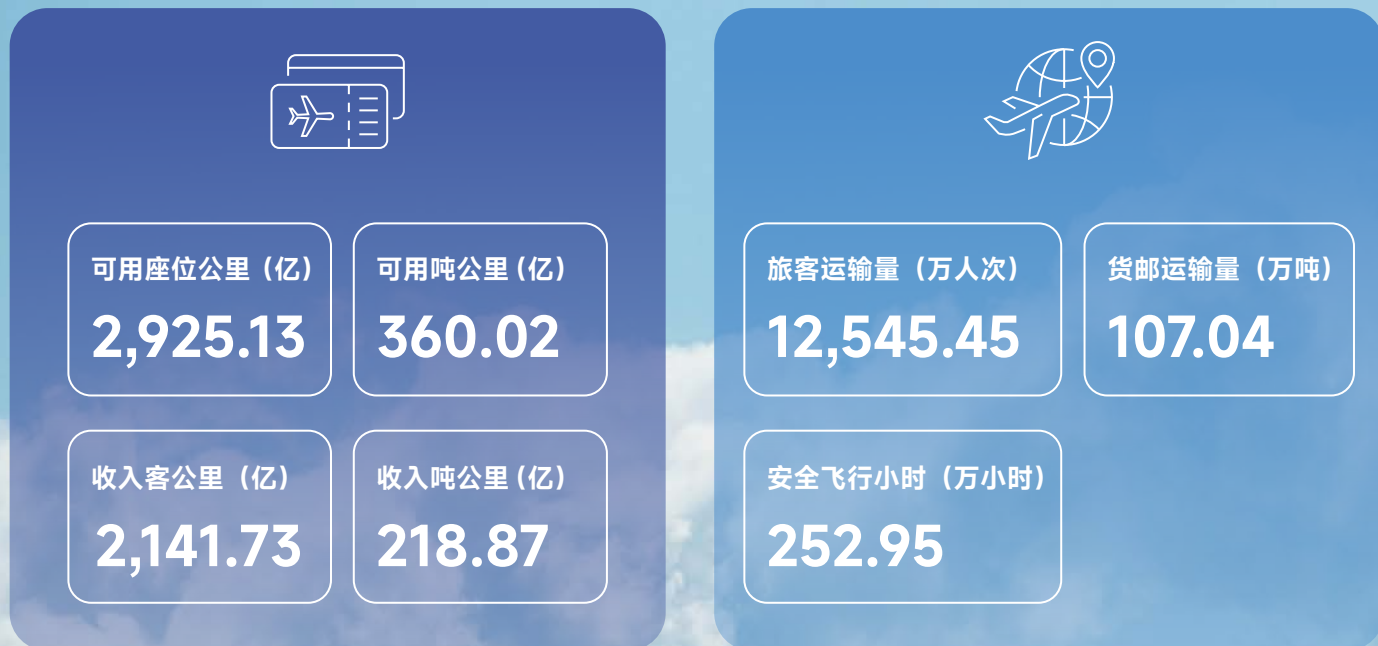 可用座位公里（亿）
2,925.13
可用吨公里（亿）
360.02
收入客公里（亿）
2,141.73
收入吨公里（亿）
218.87
旅客运输量（万人次）
12,545.45
货邮运输量（万吨）
107.04
安全飞行小时（万小时）
252.95